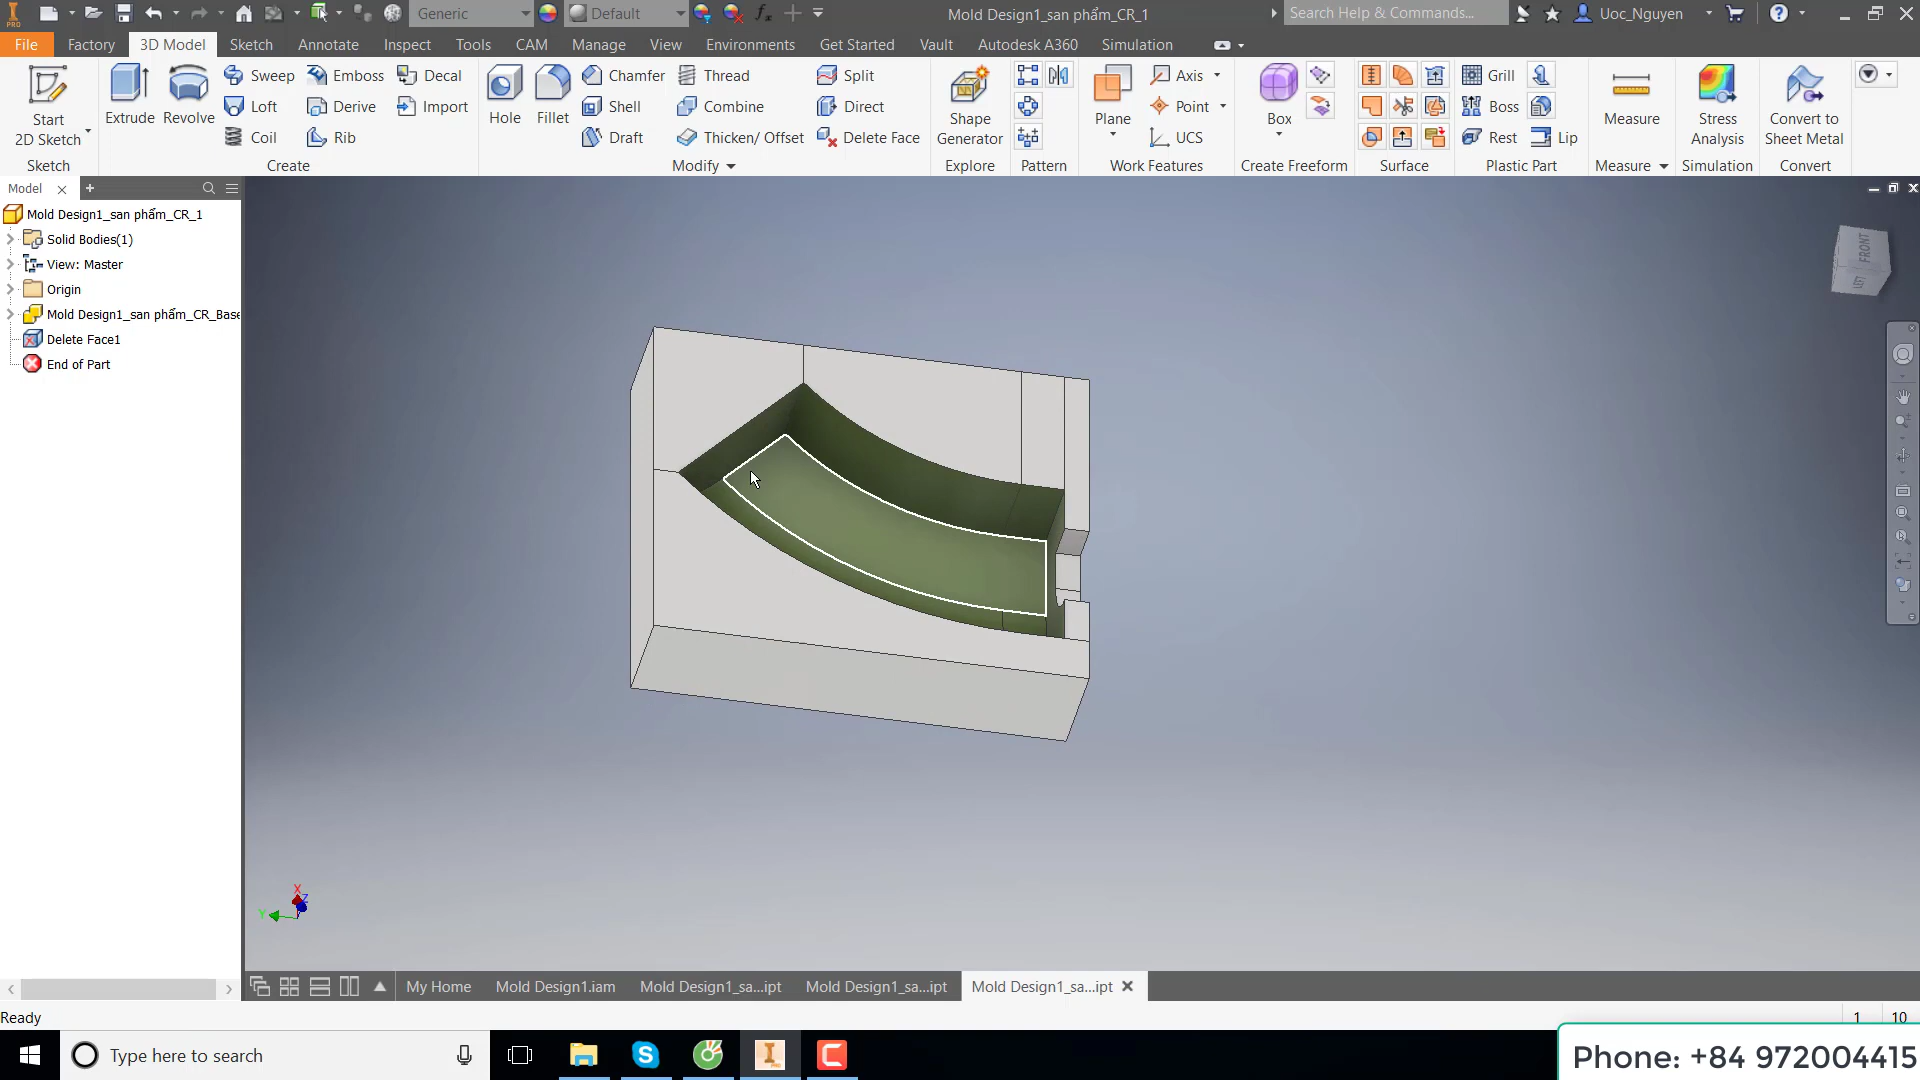 PRO
Generic
Default
fx
Mold Design1_san phẩm_CR_1
Search Help & Commands...
Uoc_Nguyen
File
Factory
3D Model
Sketch
Annotate
Inspect
Tools
CAM
Manage
View
Environments
Get Started
Vault
Autodesk A360
Simulation
Start
2D Sketch
Extrude
Revolve
Sweep
Emboss
Decal
Loft
Derive
Import
Coil
Rib
Hole
Fillet
Chamfer
Thread
Split
Shell
Combine
Direct
Draft
Thicken/ Offset
Delete Face
Shape
Generator
Plane
Axis
Point
UCS
Box
Grill
Boss
Rest
Lip
Measure
Stress
Analysis
Convert to
Sheet Metal
Sketch
Create
Modify
Explore
Pattern
Work Features
Create Freeform
Surface
Plastic Part
Measure
Simulation
Convert
Model
Mold Design1_san phẩm_CR_1
Solid Bodies(1)
View: Master
Origin
Mold Design1_san phẩm_CR_Base
Delete Face1
End of Part
FRONT
X
Y
Z
My Home
Mold Design1.iam
Mold Design1_sa...ipt
Mold Design1_sa...ipt
Mold Design1_sa...ipt
Ready
1
10
Type here to search
Phone: +84 972004415